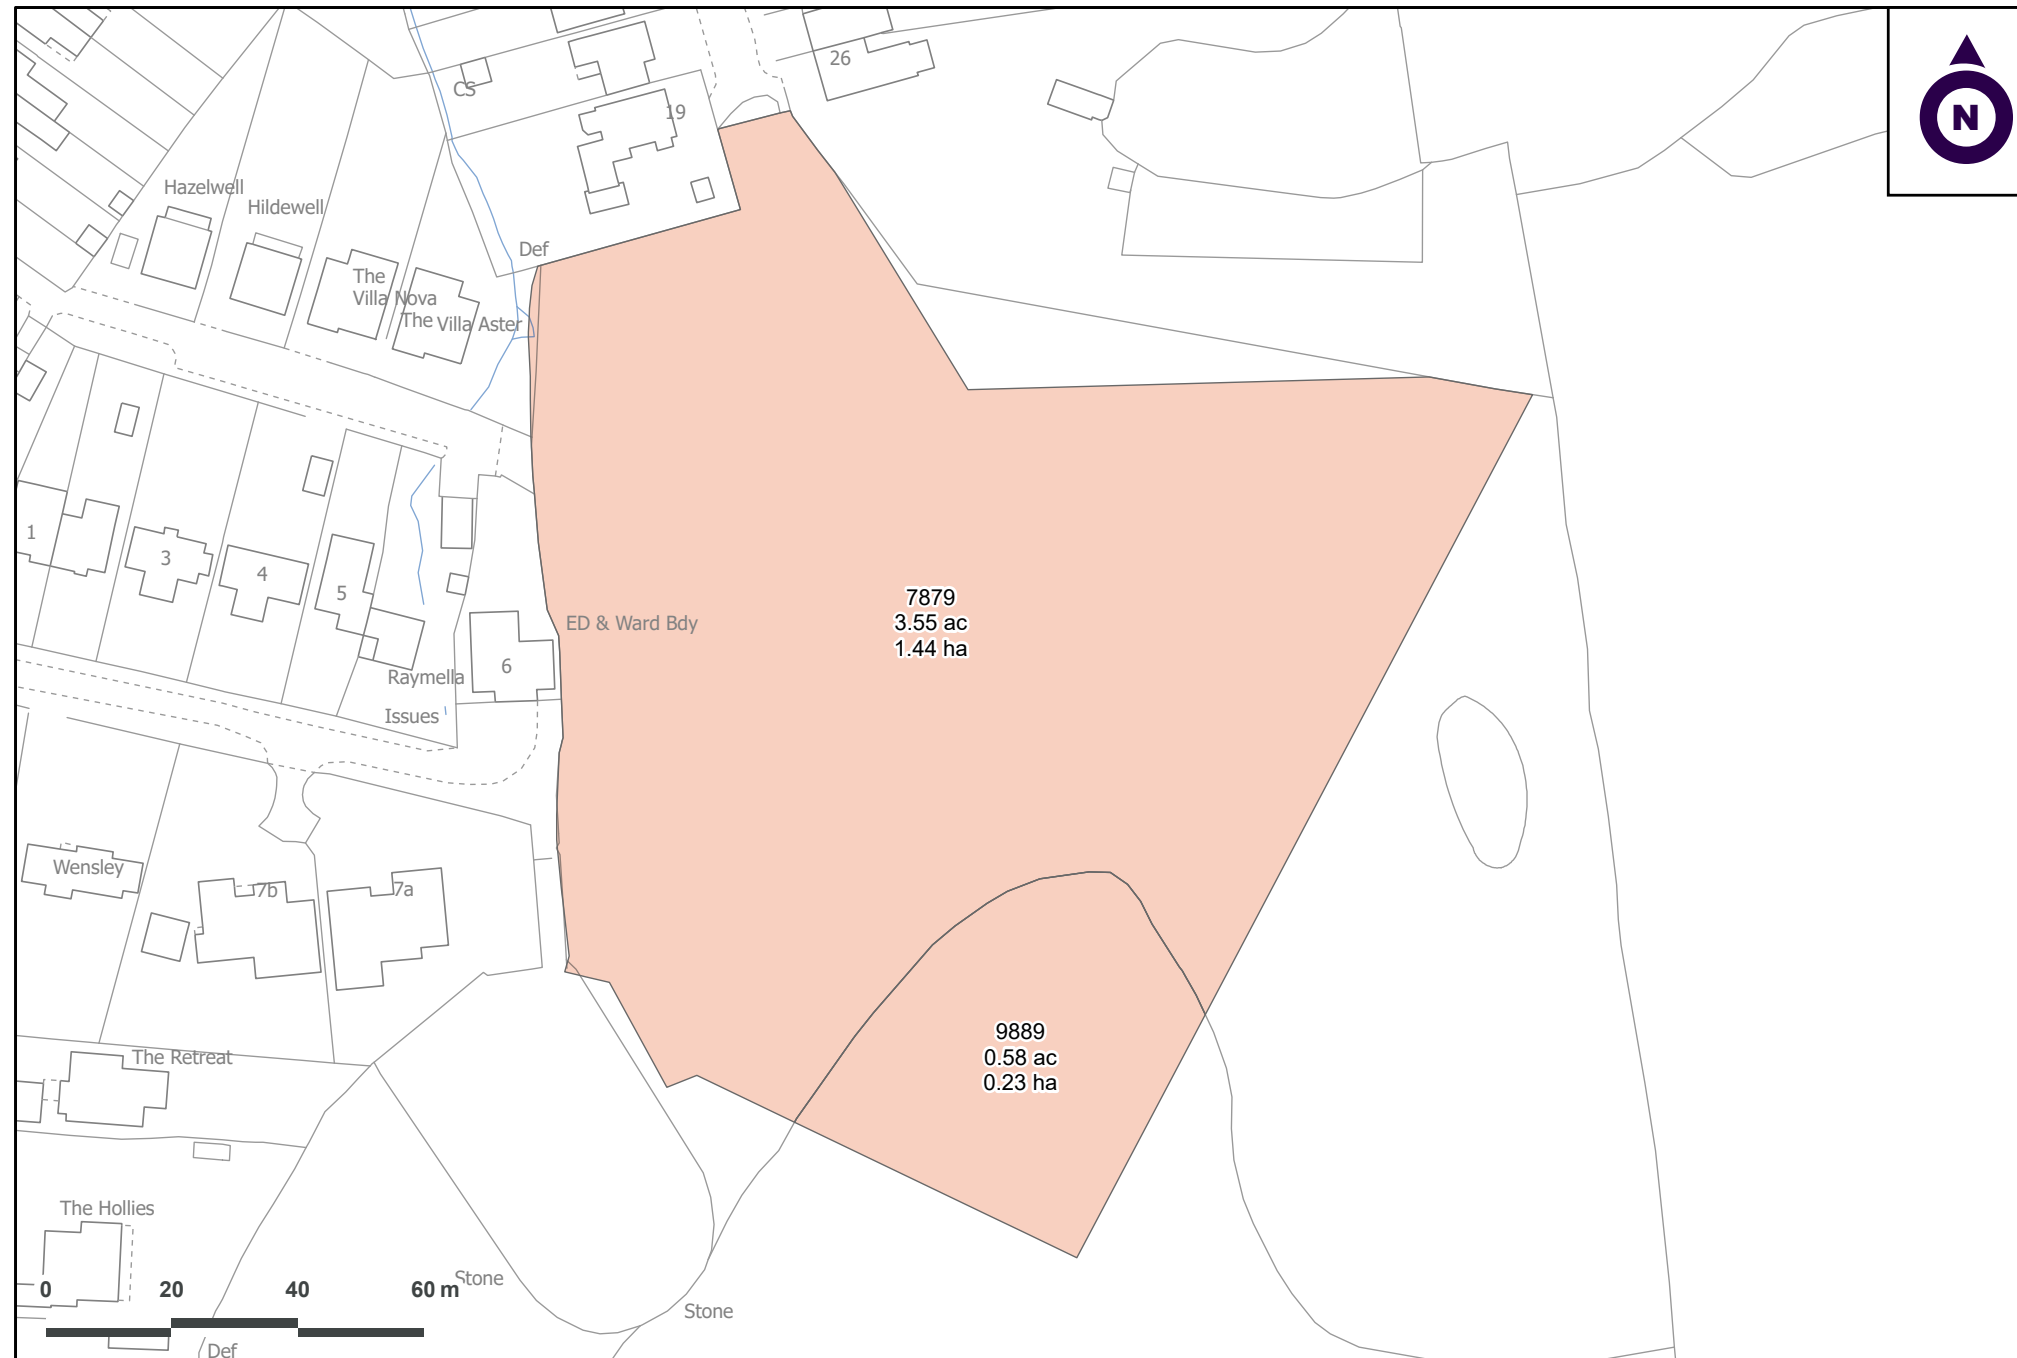 26
CS
19
N
Hazelwell
Hildewell
Def
The
Villa Nova
The Villa Aster
1
3
4
5
7879
3.55 ac
1.44 ha
ED & Ward Bdy
6
Raymella
Issues
Wensley
7b
7a
9889
0.58 ac
0.23 ha
The Retreat
The Hollies
0 20 40 60 m
Stone
Stone
Def